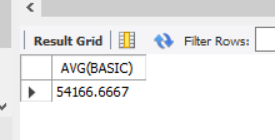 Result Grid Filter Rows:
AVG(BASIC)
54166.6667